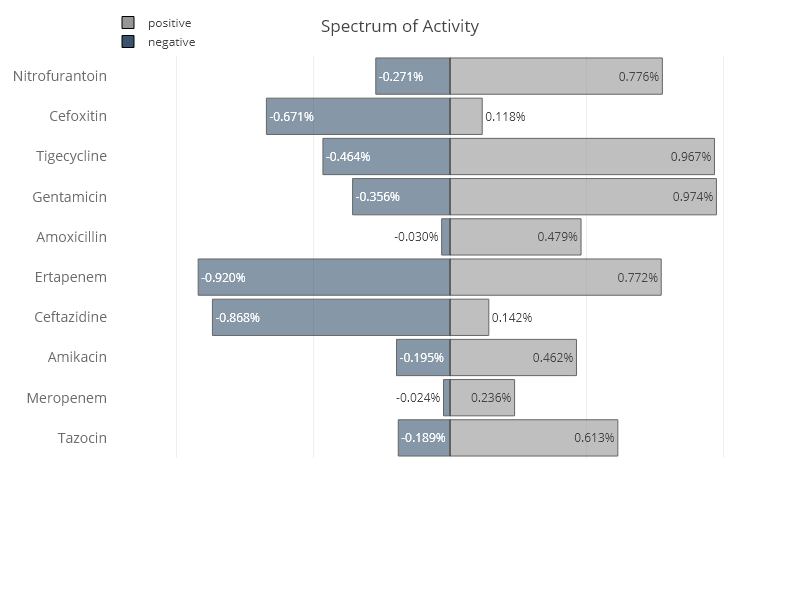 Spectrum of Activity
positive
negative
Nitrofurantoin -0.271% 0.776%
Cefoxitin -0.671% 0.118%
Tigecycline -0.464% 0.967%
Gentamicin -0.356% 0.974%
Amoxicillin -0.030% 0.479%
Ertapenem -0.920% 0.772%
Ceftazidine -0.868% 0.142%
Amikacin -0.195% 0.462%
Meropenem -0.024% 0.236%
Tazocin -0.189% 0.613%